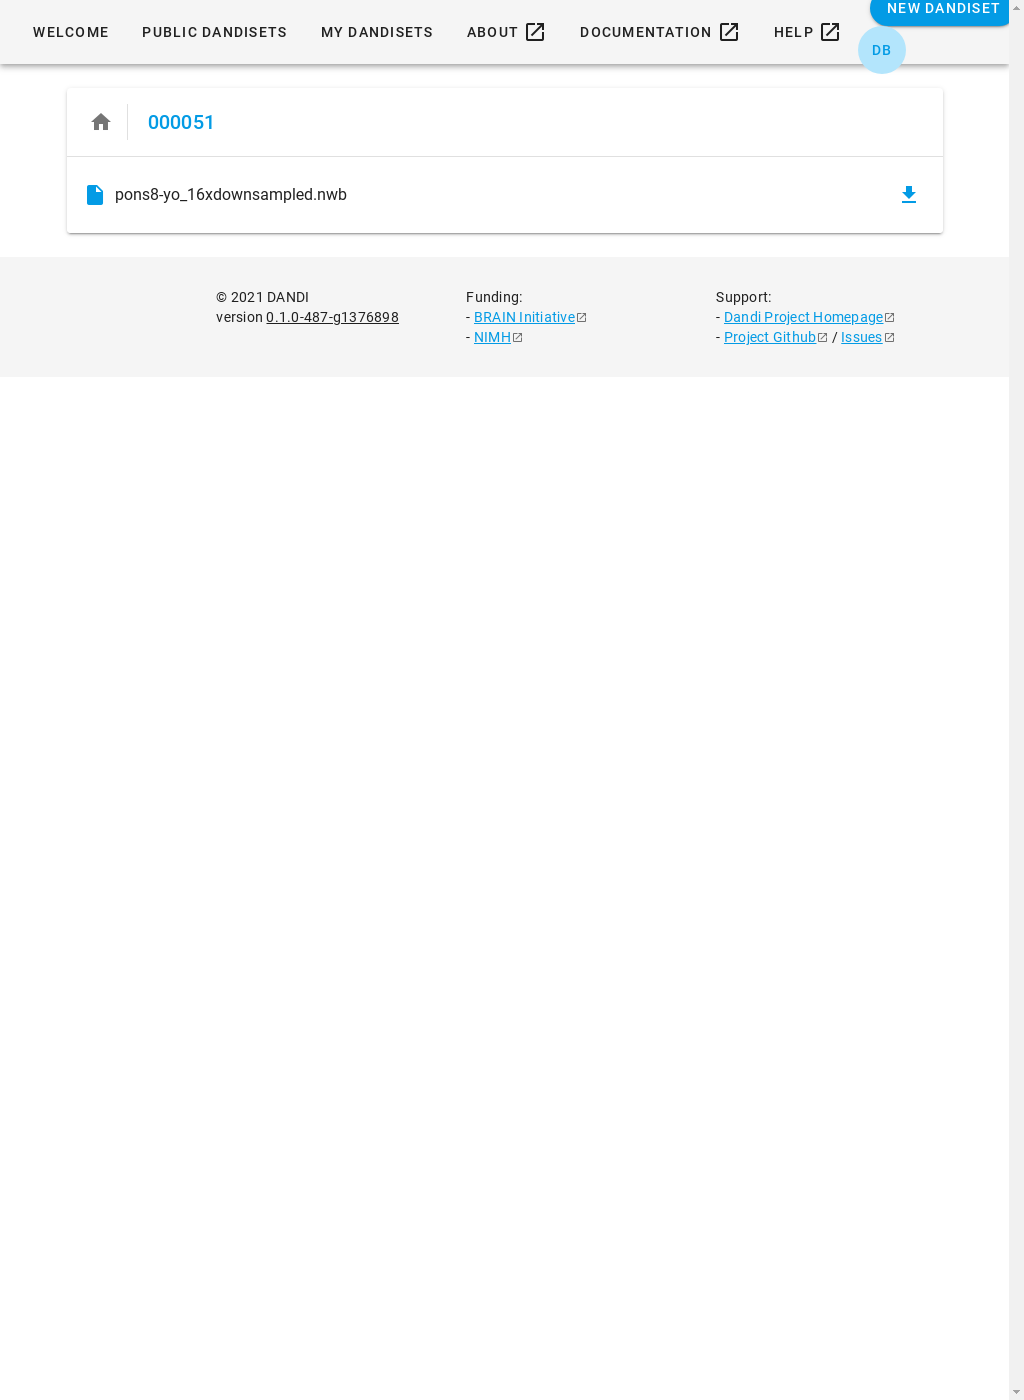 WELCOME PUBLIC DANDISETS MY DANDISETS ABOUT DOCUMENTATION HELP NEW DANDISET
DB
000051
pons8-yo_16xdownsampled.nwb
© 2021 DANDI
version 0.1.0-487-g1376898
Funding:
- BRAIN Initiative
- NIMH
Support:
- Dandi Project Homepage
- Project Github / Issues